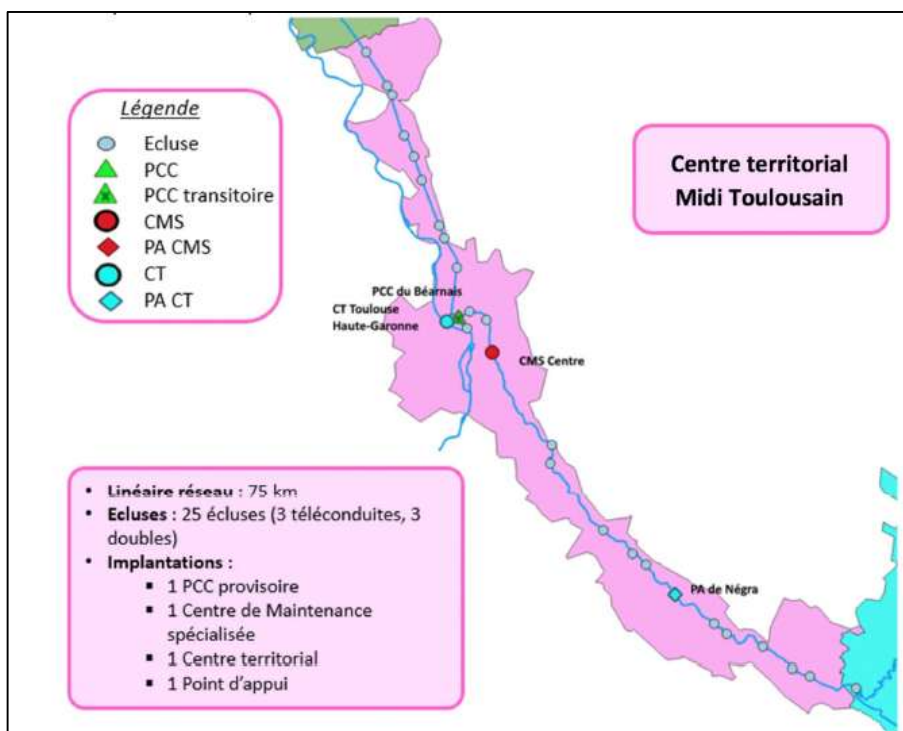 Légende
Ecluse
PCC
PCC transitoire
CMS
PA CMS
CT
PA CT
Centre territorial
Midi Toulousain
PCC du Béarnais
CT Toulouse
Haute-Garonne
CMS Centre
PA de Négra
• Linéaire réseau : 75 km
• Ecluses : 25 écluses (3 téléconduites, 3
doubles)
• Implantations :
▪ 1 PCC provisoire
▪ 1 Centre de Maintenance
spécialisée
▪ 1 Centre territorial
▪ 1 Point d'appui